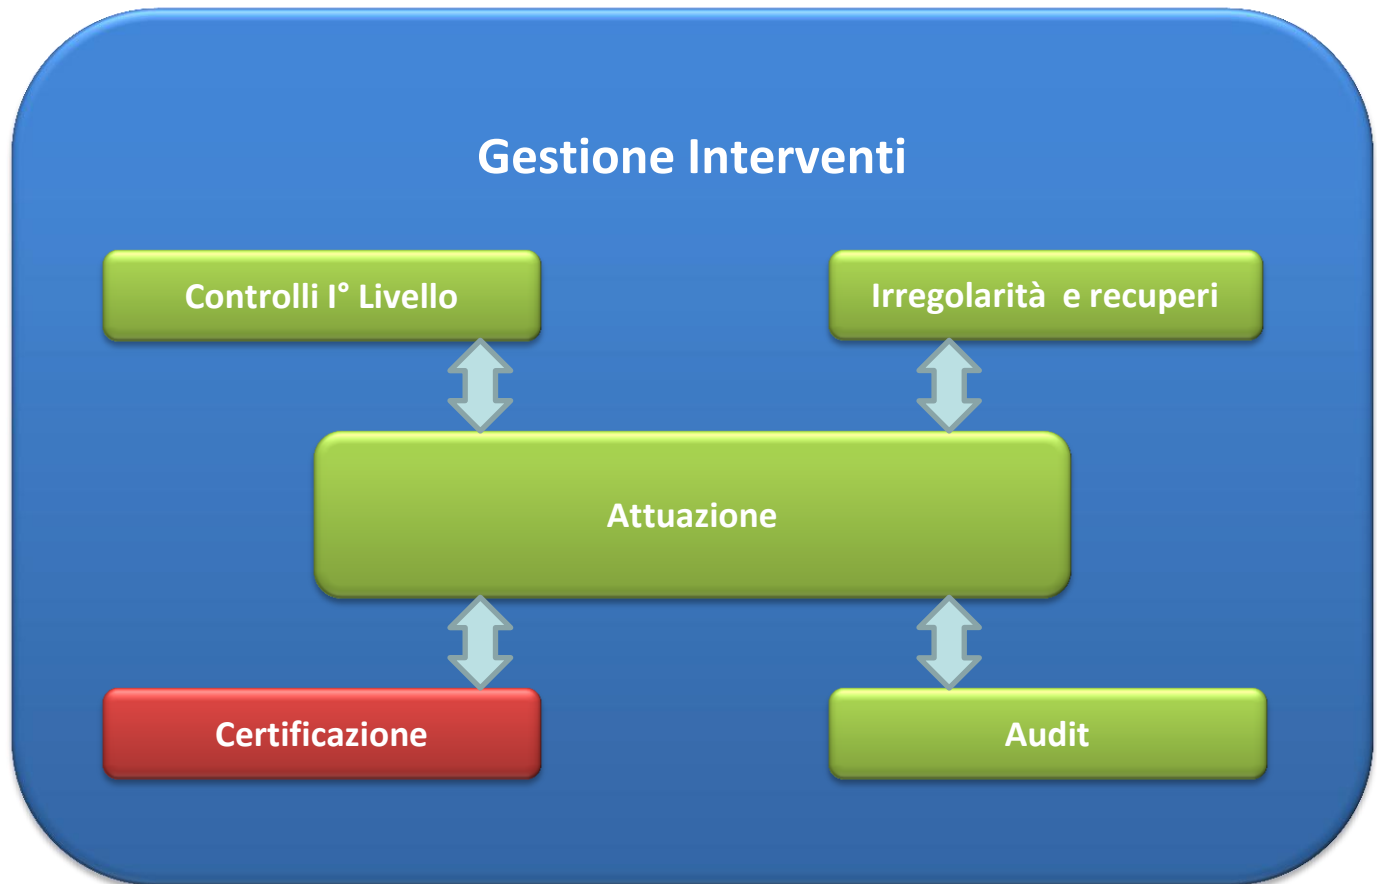 Gestione Interventi
Controlli I° Livello
Irregolarità e recuperi
Attuazione
Certificazione
Audit